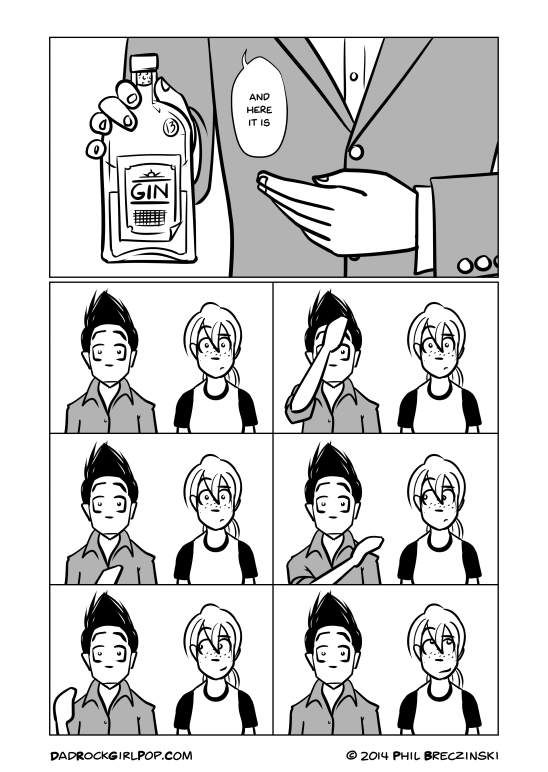 AND
HERE
IT IS
GIN
DADROCKGIRLPOP.COM
© 2014 PHIL BRECZINSKI